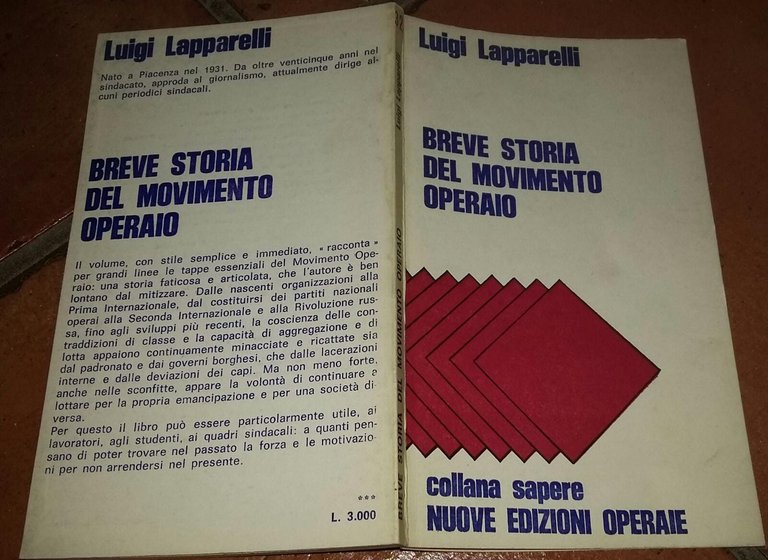 Luigi Lapparelli
Nato a Piacenza nel 1931. Da oltre venticinque anni nel
sindacato, approda al giornalismo, attualmente dirige al-
cuni periodici sindacali.
BREVE STORIA
DEL MOVIMENTO
OPERAIO
Il volume, con stile semplice e immediato, « racconta »
per grandi linee le tappe essenziali del Movimento Ope-
raio: una storia faticosa e articolata, che l'autore è ben
lontano dal mitizzare. Dalle nascenti organizzazioni alla
Prima Internazionale, dal costituirsi dei partiti nazionali
operai alla Seconda Internazionale e alla Rivoluzione rus-
sa, fino agli sviluppi più recenti, la coscienza delle con-
traddizioni di classe e la capacità di aggregazione e di
lotta appaiono continuamente minacciate e ricattate sia
dal padronato e dai governi borghesi, che dalle lacerazioni
interne e dalle deviazioni dei capi. Ma non meno forte,
anche nelle sconfitte, appare la volontà di continuare a
lottare per la propria emancipazione e per una società di-
versa.
Per questo il libro può essere particolarmente utile, ai
lavoratori, agli studenti, ai quadri sindacali: a quanti pen-
sano di poter trovare nel passato la forza e le motivazio-
ni per non arrendersi nel presente.
***
L. 3.000
Luigi Lapparelli
BREVE STORIA DEL MOVIMENTO OPERAIO
Luigi Lapparelli
BREVE STORIA
DEL MOVIMENTO
OPERAIO
collana sapere
NUOVE EDIZIONI OPERAIE